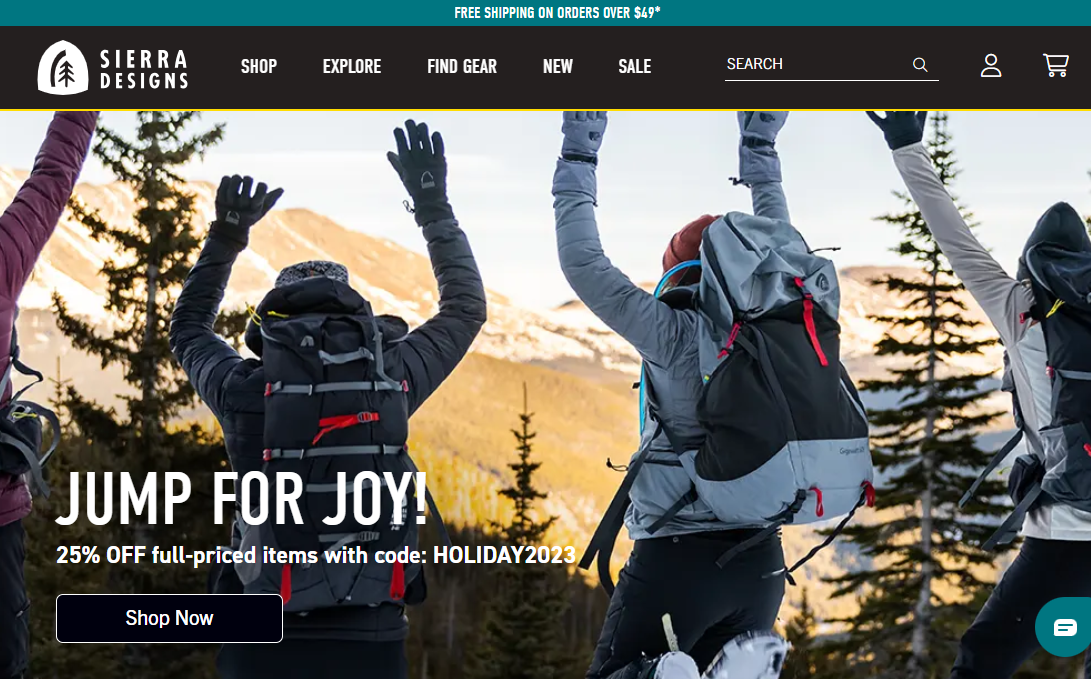 FREE SHIPPING ON ORDERS OVER $49*
SIERRA
DESIGNS
SHOP EXPLORE FIND GEAR NEW SALE SEARCH
JUMP FOR JOY!
25% OFF full-priced items with code: HOLIDAY2023
Shop Now